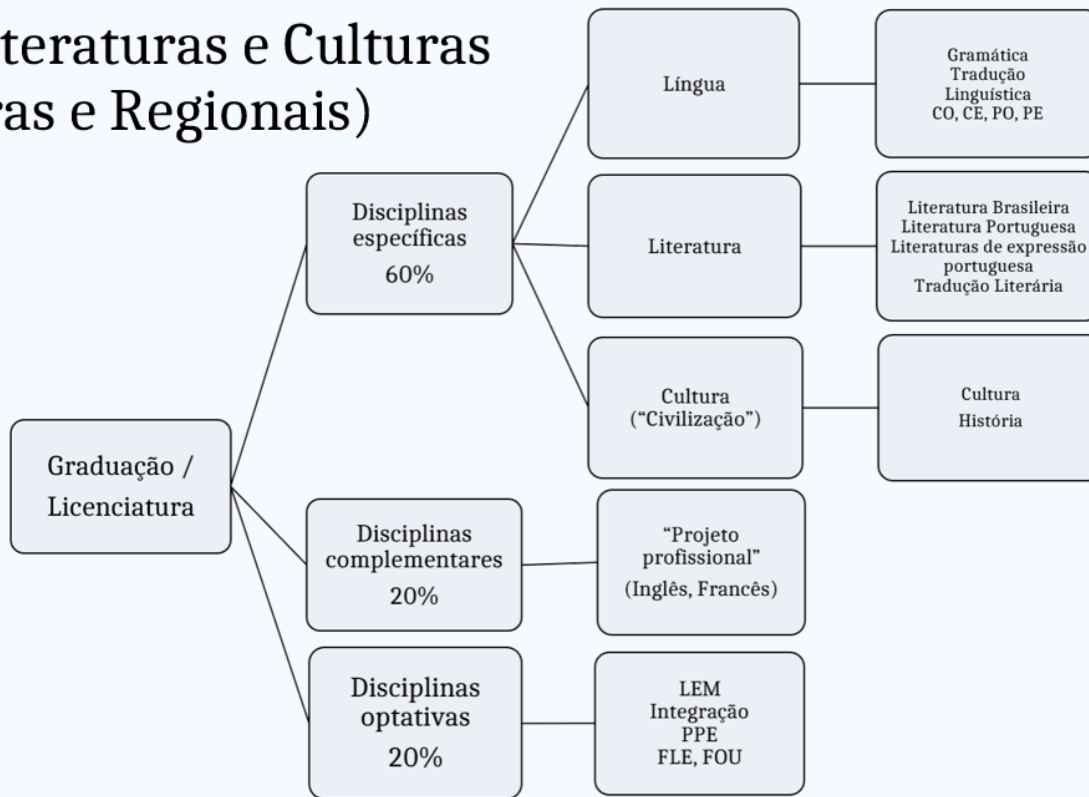 teraturas e Culturas
ras e Regionais)
Graduação /
Licenciatura
Disciplinas
específicas
60%
Língua
Gramática
Tradução
Linguística
CO, CE, PO, PE
Literatura
Literatura Brasileira
Literatura Portuguesa
Literaturas de expressão
portuguesa
Tradução Literária
Cultura
(“Civilização”)
Cultura
História
Disciplinas
complementares
20%
“Projeto
profissional”
(Inglês, Francês)
Disciplinas
optativas
20%
LEM
Integração
PPE
FLE, FOU